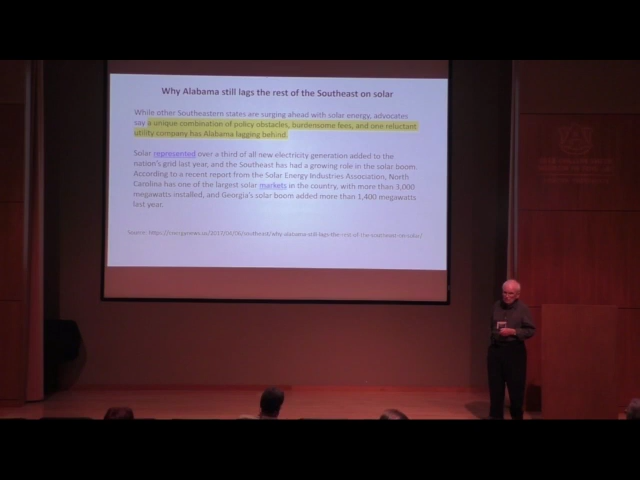 Why Alabama still lags the rest of the Southeast on solar
While other Southeastern states are surging ahead with solar energy, advocates
say a unique combination of policy obstacles, burdensome fees, and one reluctant
utility company has Alabama lagging behind.
Solar represented over a third of all new electricity generation added to the
nation's grid last year, and the Southeast has had a growing role in the solar boom.
According to a recent report from the Solar Energy Industries Association, North
Carolina has one of the largest solar markets in the country, with more than 3,000
megawatts installed, and Georgia's solar boom added more than 1,400 megawatts
last year.